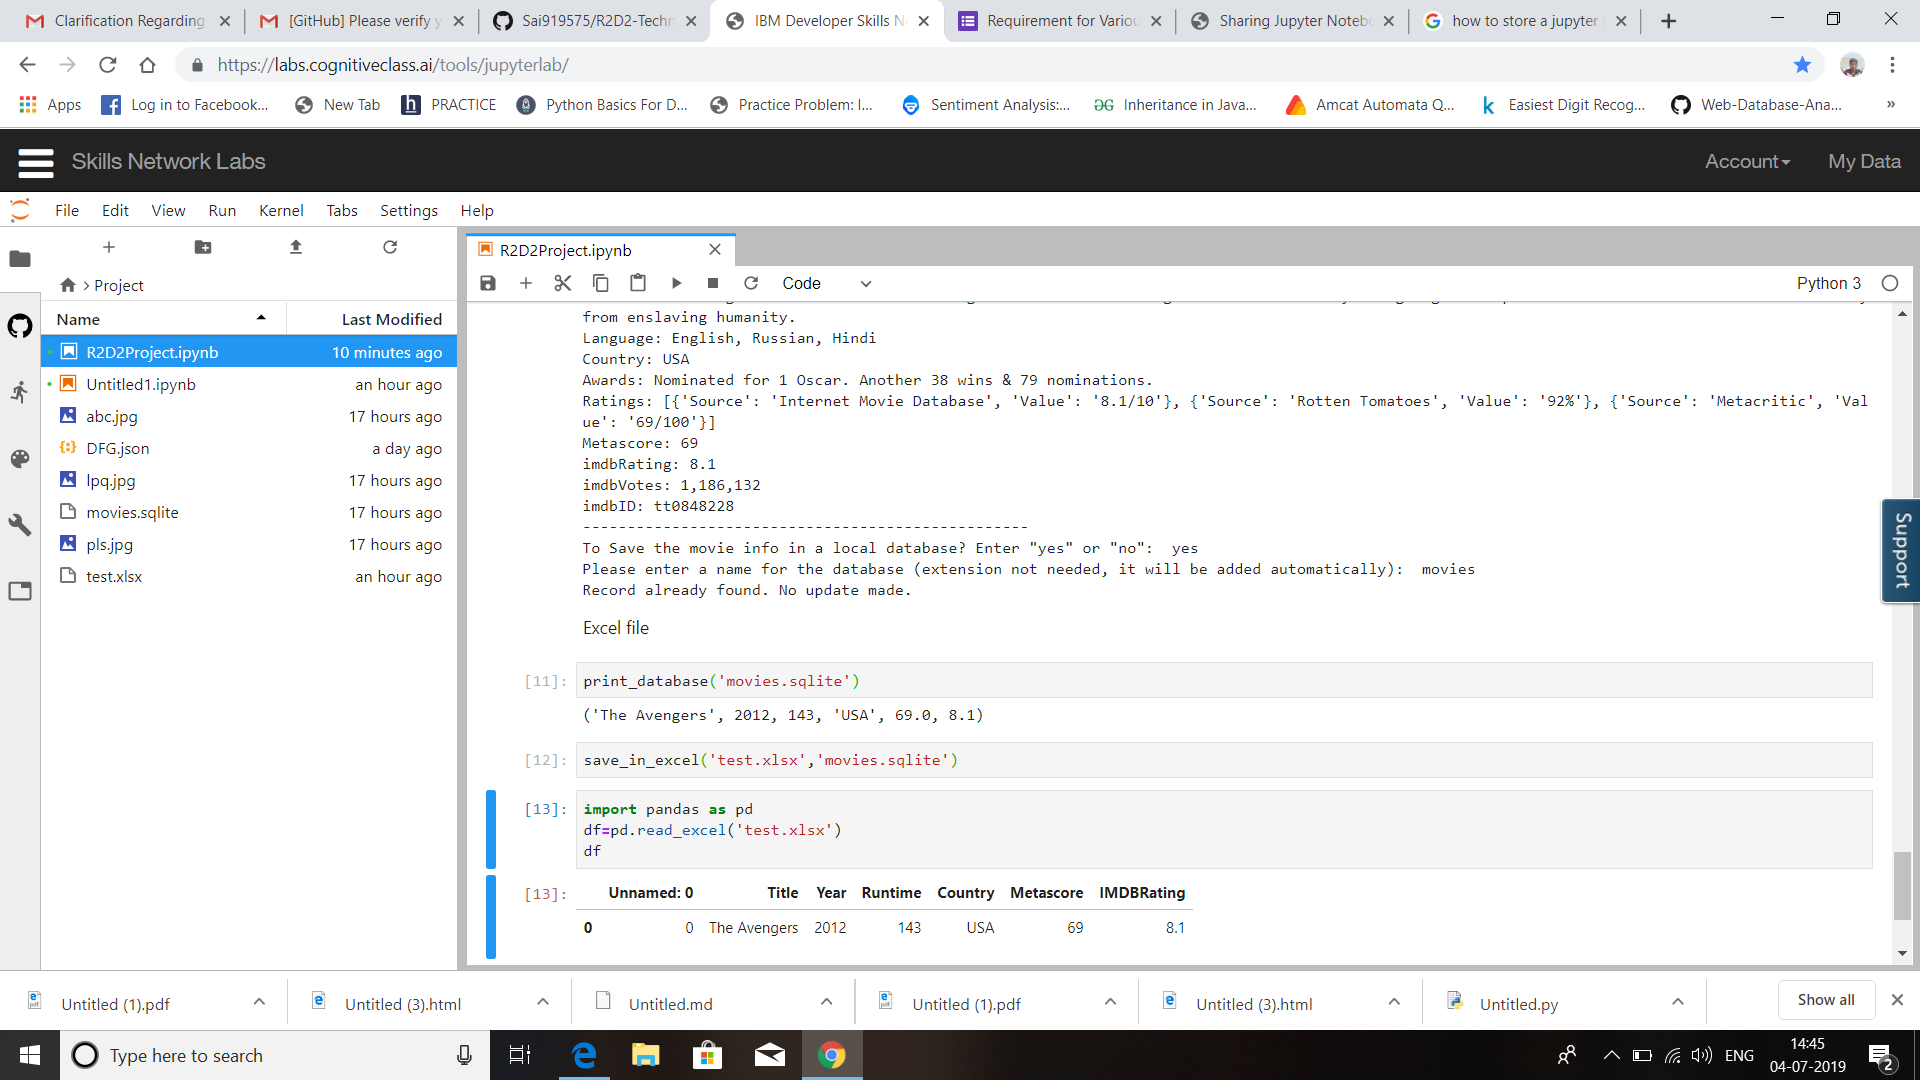 Clarification Regarding
[GitHub] Please verify y
Sai919575/R2D2-Techn
IBM Developer Skills N
Requirement for Variou
Sharing Jupyter Noteb
how to store a jupyter
https://labs.cognitiveclass.ai/tools/jupyterlab/
Apps
Log in to Facebook...
New Tab
PRACTICE
Python Basics For D...
Practice Problem: I...
Sentiment Analysis:...
Inheritance in Java...
Amcat Automata Q...
Easiest Digit Recog...
Web-Database-Ana...
»
Skills Network Labs
Account
My Data
File Edit View Run Kernel Tabs Settings Help
> Project
Name Last Modified
R2D2Project.ipynb 10 minutes ago
Untitled1.ipynb an hour ago
abc.jpg 17 hours ago
DFG.json a day ago
lpq.jpg 17 hours ago
movies.sqlite 17 hours ago
pls.jpg 17 hours ago
test.xlsx an hour ago
R2D2Project.ipynb
Code
Python 3
from enslaving humanity.
Language: English, Russian, Hindi
Country: USA
Awards: Nominated for 1 Oscar. Another 38 wins & 79 nominations.
Ratings: [{'Source': 'Internet Movie Database', 'Value': '8.1/10'}, {'Source': 'Rotten Tomatoes', 'Value': '92%'}, {'Source': 'Metacritic', 'Val
ue': '69/100'}]
Metascore: 69
imdbRating: 8.1
imdbVotes: 1,186,132
imdbID: tt0848228
--------------------------------------------------
To Save the movie info in a local database? Enter "yes" or "no":  yes
Please enter a name for the database (extension not needed, it will be added automatically):  movies
Record already found. No update made.
Excel file
[11]: print_database('movies.sqlite')
('The Avengers', 2012, 143, 'USA', 69.0, 8.1)
[12]: save_in_excel('test.xlsx','movies.sqlite')
[13]: import pandas as pd
df=pd.read_excel('test.xlsx')
df
[13]: Unnamed: 0 Title Year Runtime Country Metascore IMDBRating
0 0 The Avengers 2012 143 USA 69 8.1
Support
Untitled (1).pdf
Untitled (3).html
Untitled.md
Untitled (1).pdf
Untitled (3).html
Untitled.py
Show all
Type here to search
ENG
14:45
04-07-2019
2